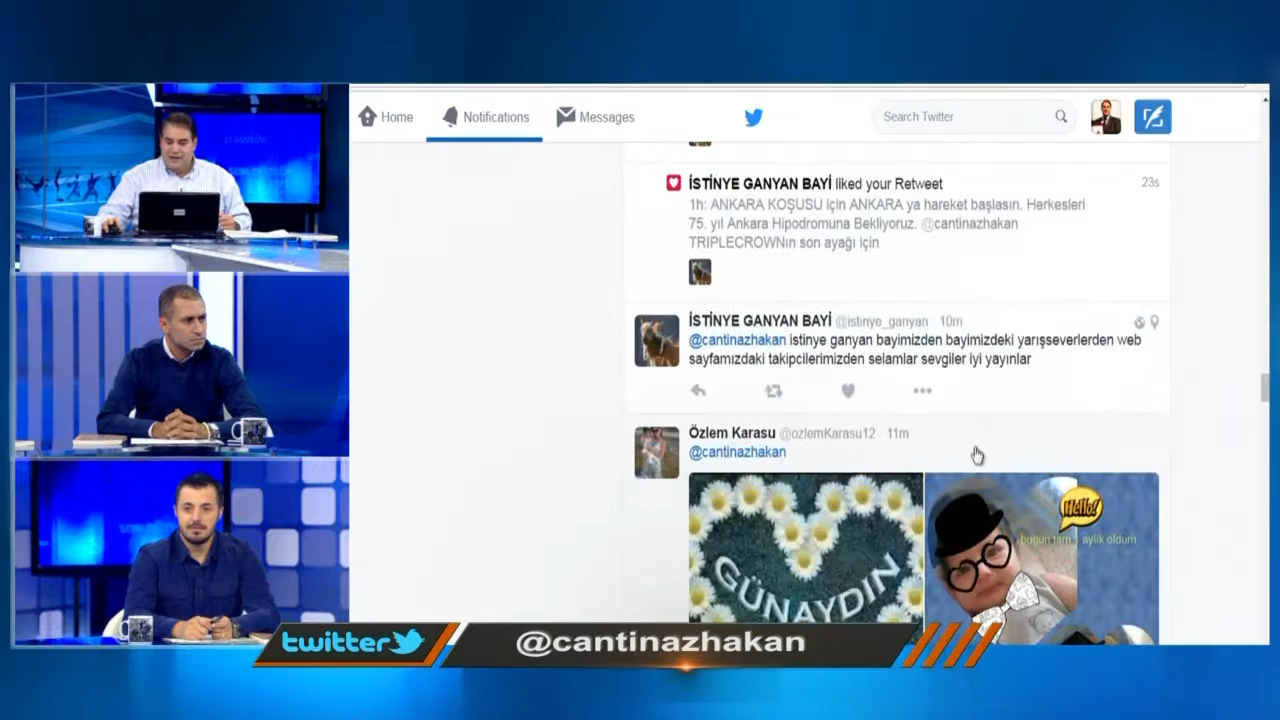 Home
Notifications
Messages
Search Twitter
İSTİNYE GANYAN BAYİ liked your Retweet
23s
1h: ANKARA KOŞUSU için ANKARA ya hareket başlasın. Herkesleri
75. yıl Ankara Hipodromuna Bekliyoruz. @cantinazhakan
TRIPLECROWNın son ayağı için
İSTİNYE GANYAN BAYİ @istinye_ganyan 10m
@cantinazhakan istinye ganyan bayimizden bayimizdeki yarışseverlerden web
sayfamızdaki takipcilerimizden selamlar sevgiler iyi yayınlar
Özlem Karasu @ozlemKarasu12 · 11m
@cantinazhakan
GÜNAYDIN
Hello!
bugun tam aylik oldum
twitter
@cantinazhakan